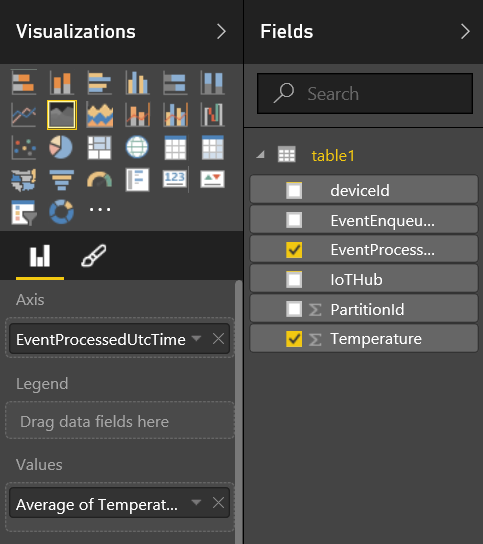 Visualizations
Axis
EventProcessedUtcTime
Legend
Drag data fields here
Values
Average of Temperat...
Fields
Search
table1
deviceId
EventEnqueu...
EventProcess...
IoTHub
Σ PartitionId
Σ Temperature